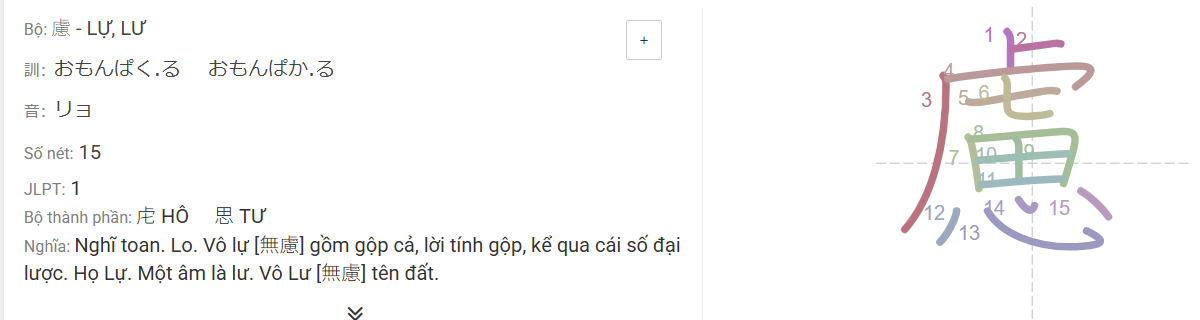 Bộ: 慮 - LỰ, LƯ
+
訓: おもんぱく.る おもんぱか.る
音: リョ
Số nét: 15
JLPT: 1
Bộ thành phần: 虍 HÔ 思 TƯ
Nghĩa: Nghĩ toan. Lo. Vô lự [無慮] gồm gộp cả, lời tính gộp, kể qua cái số đại
lược. Họ Lự. Một âm là lư. Vô Lư [無慮] tên đất.
慮
1 2
4
3 5 6
8
7 10 9
11
12 14 15
13